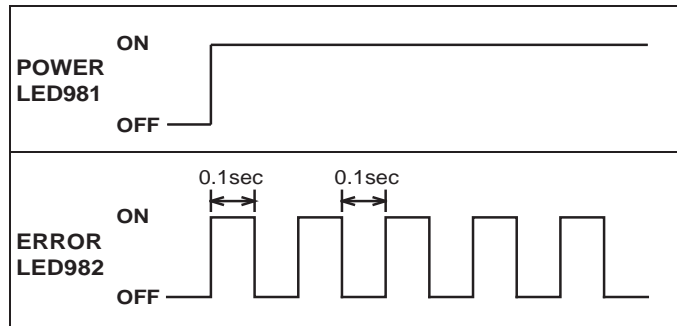 ON
POWER
LED981
OFF
0.1sec 0.1sec
ON
ERROR
LED982
OFF